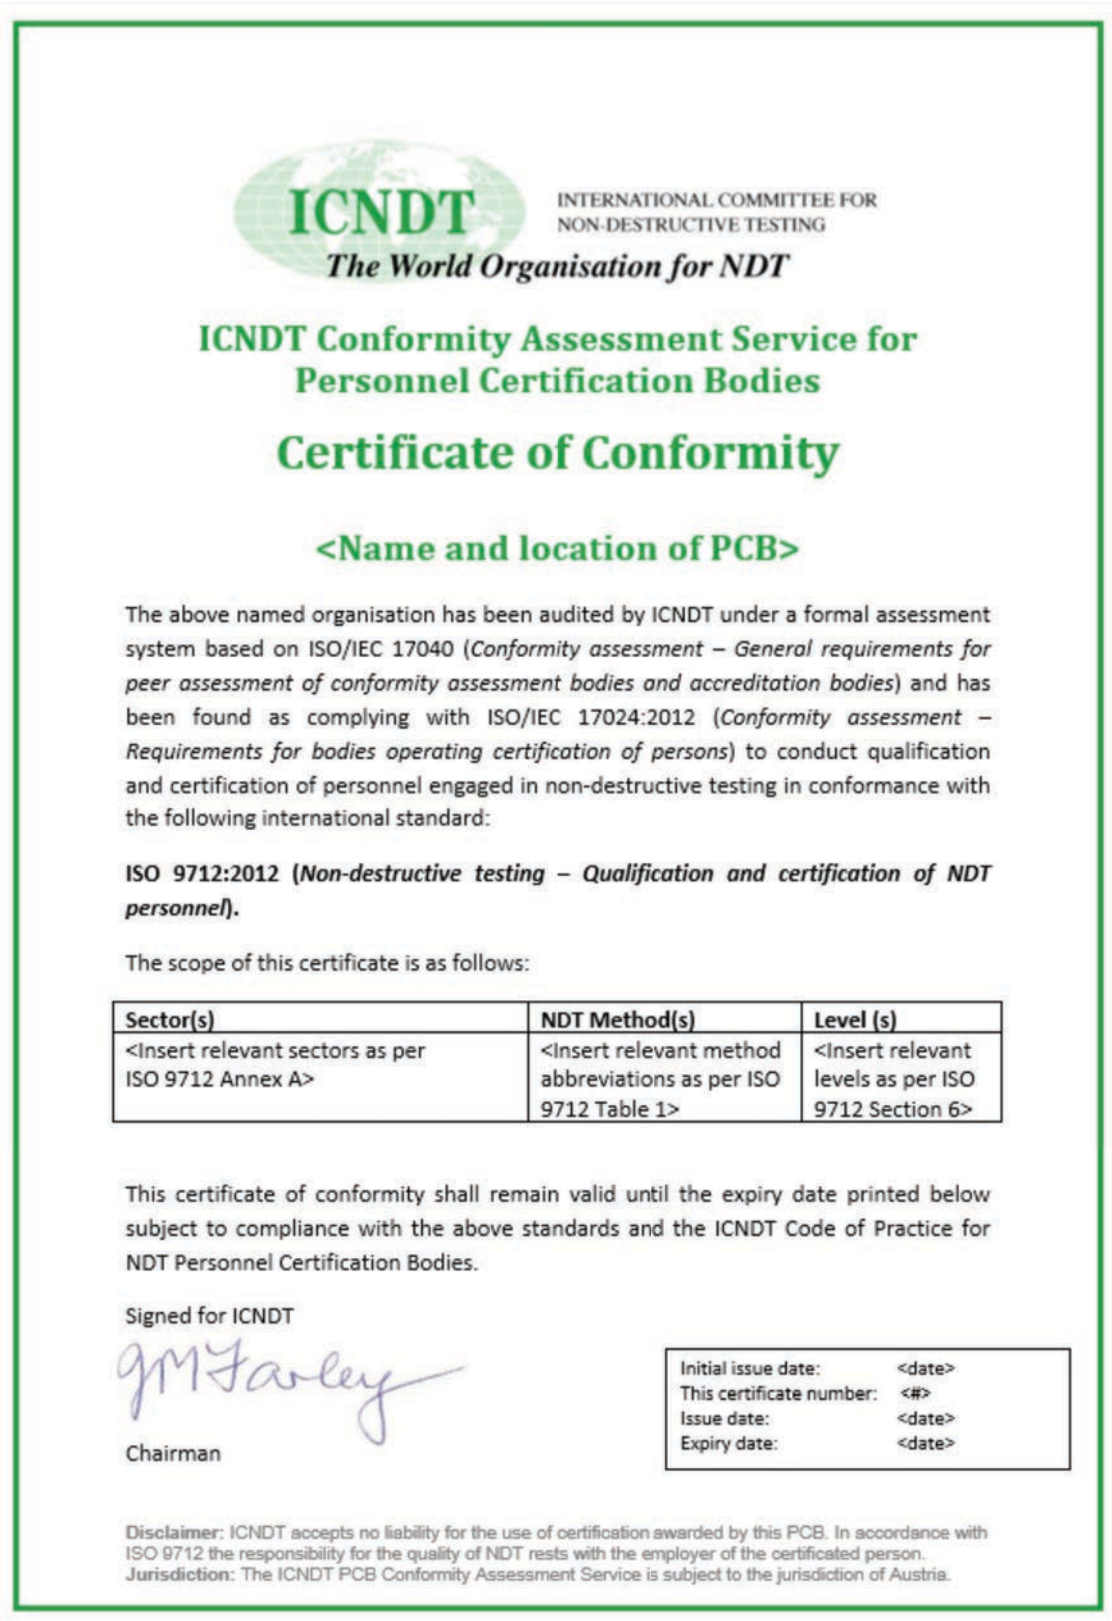 ICNDT
INTERNATIONAL COMMITTEE FOR
NON-DESTRUCTIVE TESTING
The World Organisation for NDT
ICNDT Conformity Assessment Service for
Personnel Certification Bodies
Certificate of Conformity
<Name and location of PCB>
The above named organisation has been audited by ICNDT under a formal assessment
system based on ISO/IEC 17040 (Conformity assessment – General requirements for
peer assessment of conformity assessment bodies and accreditation bodies) and has
been found as complying with ISO/IEC 17024:2012 (Conformity assessment –
Requirements for bodies operating certification of persons) to conduct qualification
and certification of personnel engaged in non-destructive testing in conformance with
the following international standard:
ISO 9712:2012 (Non-destructive testing – Qualification and certification of NDT
personnel).
The scope of this certificate is as follows:
Sector(s) NDT Method(s) Level (s)
<Insert relevant sectors as per <Insert relevant method <Insert relevant
ISO 9712 Annex A> abbreviations as per ISO levels as per ISO
9712 Table 1> 9712 Section 6>
This certificate of conformity shall remain valid until the expiry date printed below
subject to compliance with the above standards and the ICNDT Code of Practice for
NDT Personnel Certification Bodies.
Signed for ICNDT
GMFarley
Chairman
Initial issue date: <date>
This certificate number: <#>
Issue date: <date>
Expiry date: <date>
Disclaimer: ICNDT accepts no liability for the use of certification awarded by this PCB. In accordance with
ISO 9712 the responsibility for the quality of NDT rests with the employer of the certificated person.
Jurisdiction: The ICNDT PCB Conformity Assessment Service is subject to the jurisdiction of Austria.